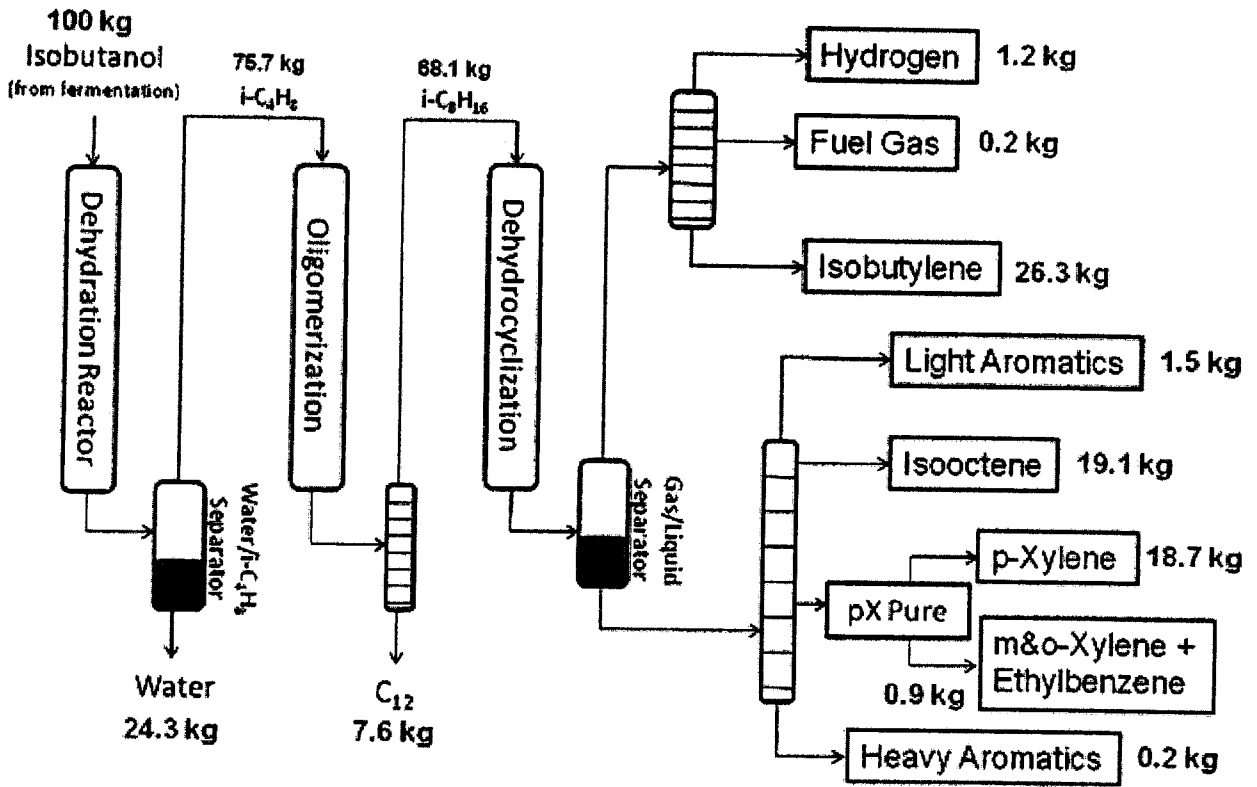 100 kg
Isobutanol
(from fermentation)
75.7 kg
i-C₄H₈
68.1 kg
i-C₈H₁₆
Dehydration Reactor
Water/i-C₄H₈
Separator
Water
24.3 kg
Oligomerization
C₁₂
7.6 kg
Dehydrocyclization
Gas/Liquid
Separator
Hydrogen
1.2 kg
Fuel Gas
0.2 kg
Isobutylene
26.3 kg
Light Aromatics
1.5 kg
Isooctene
19.1 kg
p-Xylene
18.7 kg
pX Pure
m&o-Xylene +
Ethylbenzene
0.9 kg
Heavy Aromatics
0.2 kg